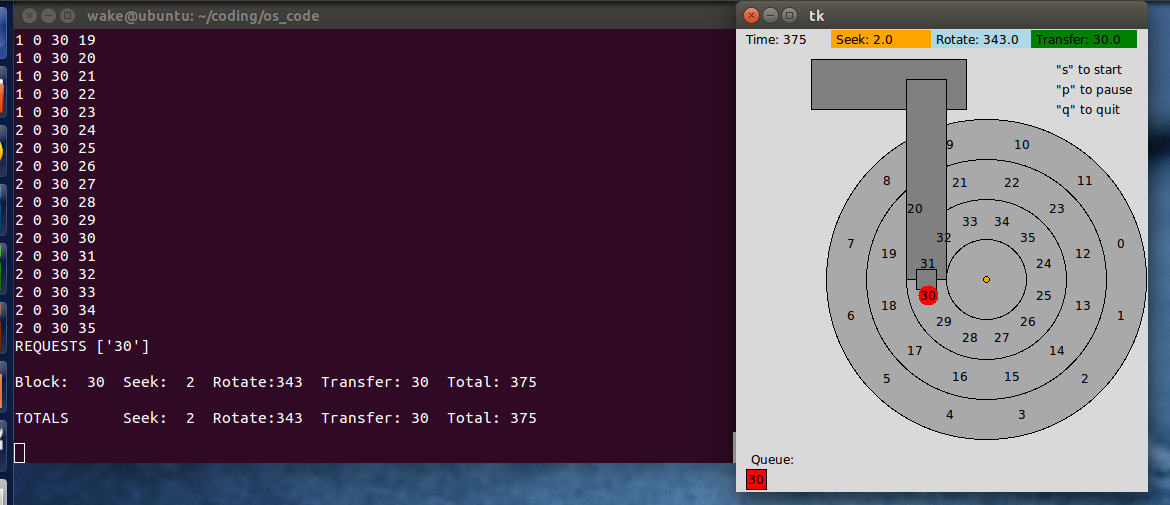 wake@ubuntu: ~/coding/os_code
1 0 30 19
1 0 30 20
1 0 30 21
1 0 30 22
1 0 30 23
2 0 30 24
2 0 30 25
2 0 30 26
2 0 30 27
2 0 30 28
2 0 30 29
2 0 30 30
2 0 30 31
2 0 30 32
2 0 30 33
2 0 30 34
2 0 30 35
REQUESTS ['30']
Block:  30  Seek:  2  Rotate:343  Transfer: 30  Total: 375
TOTALS      Seek:  2  Rotate:343  Transfer: 30  Total: 375
tk
Time: 375 Seek: 2.0 Rotate: 343.0 Transfer: 30.0
"s" to start
"p" to pause
"q" to quit
9 10
8 21 22 11
20 33 34 23
7 32 35 0
19 31 24 12
18 30 25 13
6 29 26 1
28 27
17 14
5 16 15 2
4 3
Queue:
30